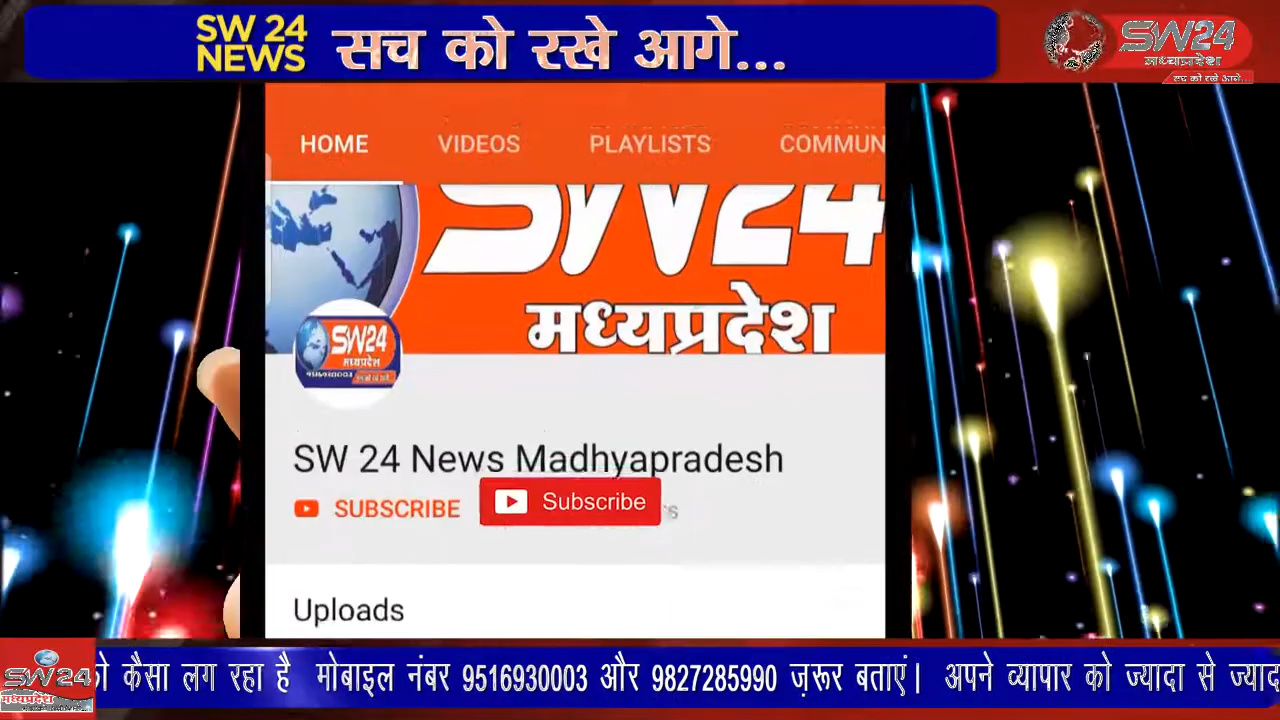 SW 24
NEWS
सच को रखे आगे...
SW24
मध्यप्रदेश
सच को रखे आगे...
HOME VIDEOS PLAYLISTS COMMUN
SW24
मध्यप्रदेश
SW24
मध्यप्रदेश
9516930003
SW 24 News Madhyapradesh
SUBSCRIBE
Subscribe
Uploads
SW24
मध्यप्रदेश
कैसा लग रहा है मोबाइल नंबर 9516930003 और 9827285990 ज़रूर बताएं| अपने व्यापार को ज्यादा से ज्याद